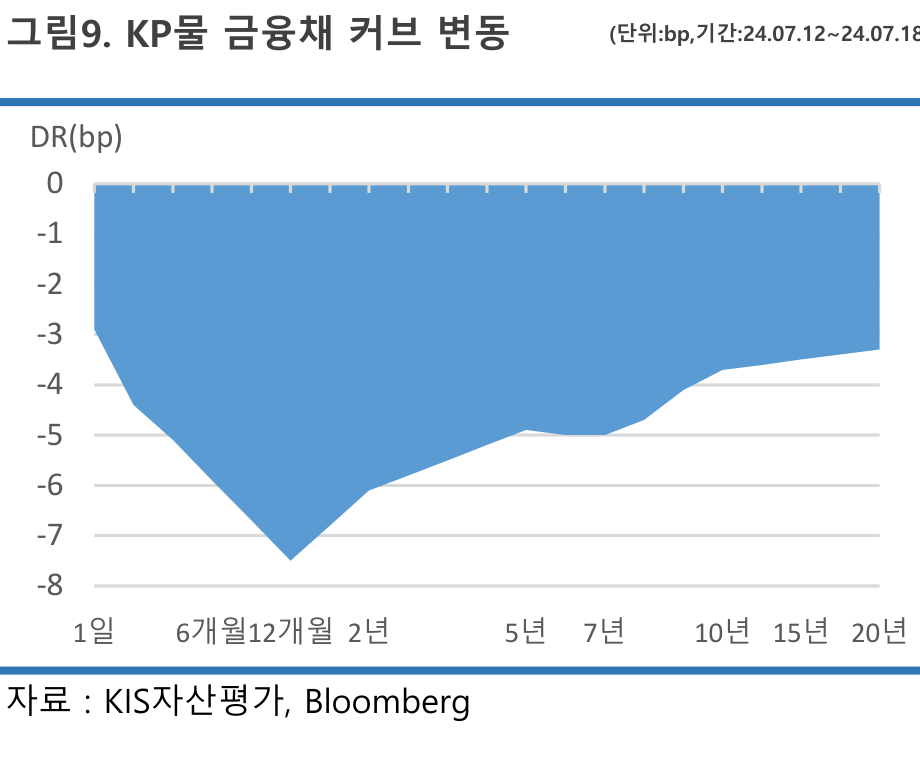 그림9. KP물 금융채 커브 변동 (단위:bp,기간:24.07.12~24.07.18
DR(bp)
0
-1
-2
-3
-4
-5
-6
-7
-8
1일 6개월12개월 2년 5년 7년 10년 15년 20년
자료 : KIS자산평가, Bloomberg